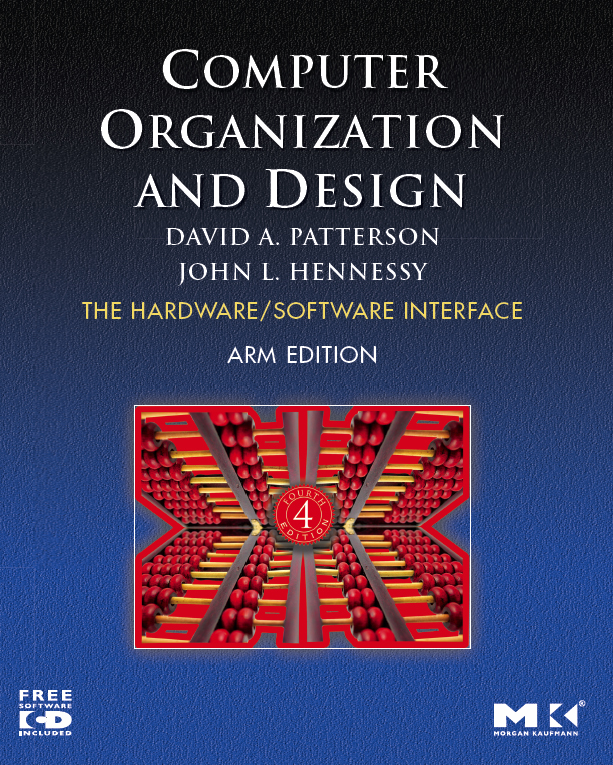 COMPUTER
ORGANIZATION
AND DESIGN
DAVID A. PATTERSON
JOHN L. HENNESSY
THE HARDWARE/SOFTWARE INTERFACE
ARM EDITION
FOURTH
4
EDITION
FREE
SOFTWARE
CD
INCLUDED
MK®
MORGAN KAUFMANN